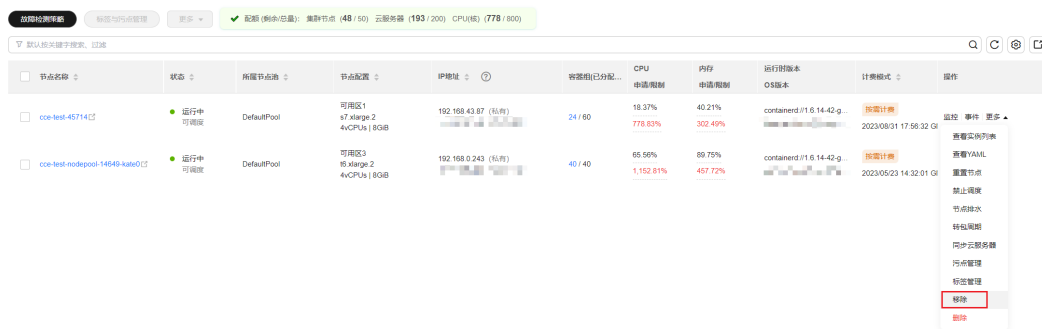 故障检测策略 标签与污点管理 更多 配额 (剩余/总量): 集群节点 (48 / 50) 云服务器 (193 / 200) CPU(核) (778 / 800)
默认按关键字搜索、过滤
节点名称 状态 所属节点池 节点配置 IP地址 容器组(已分配... CPU 申请/限制 内存 申请/限制 运行时版本 OS版本 计费模式 操作
cce-test-45714 运行中 可调度 DefaultPool 可用区1 s7.xlarge.2 4vCPUs | 8GiB 192.168.43.87 (私有) 24 / 60 18.37% 778.83% 40.21% 302.49% containerd://1.6.14-42-g... 按需计费 2023/08/31 17:56:32 GI 监控 事件 更多
cce-test-nodepool-14649-kate0 运行中 可调度 DefaultPool 可用区3 t6.xlarge.2 4vCPUs | 8GiB 192.168.0.243 (私有) 40 / 40 65.56% 1,152.81% 89.75% 457.72% containerd://1.6.14-42-g... 按需计费 2023/05/23 14:32:01 GI
查看实例列表
查看YAML
重置节点
禁止调度
节点排水
转包周期
同步云服务器
污点管理
标签管理
移除
删除